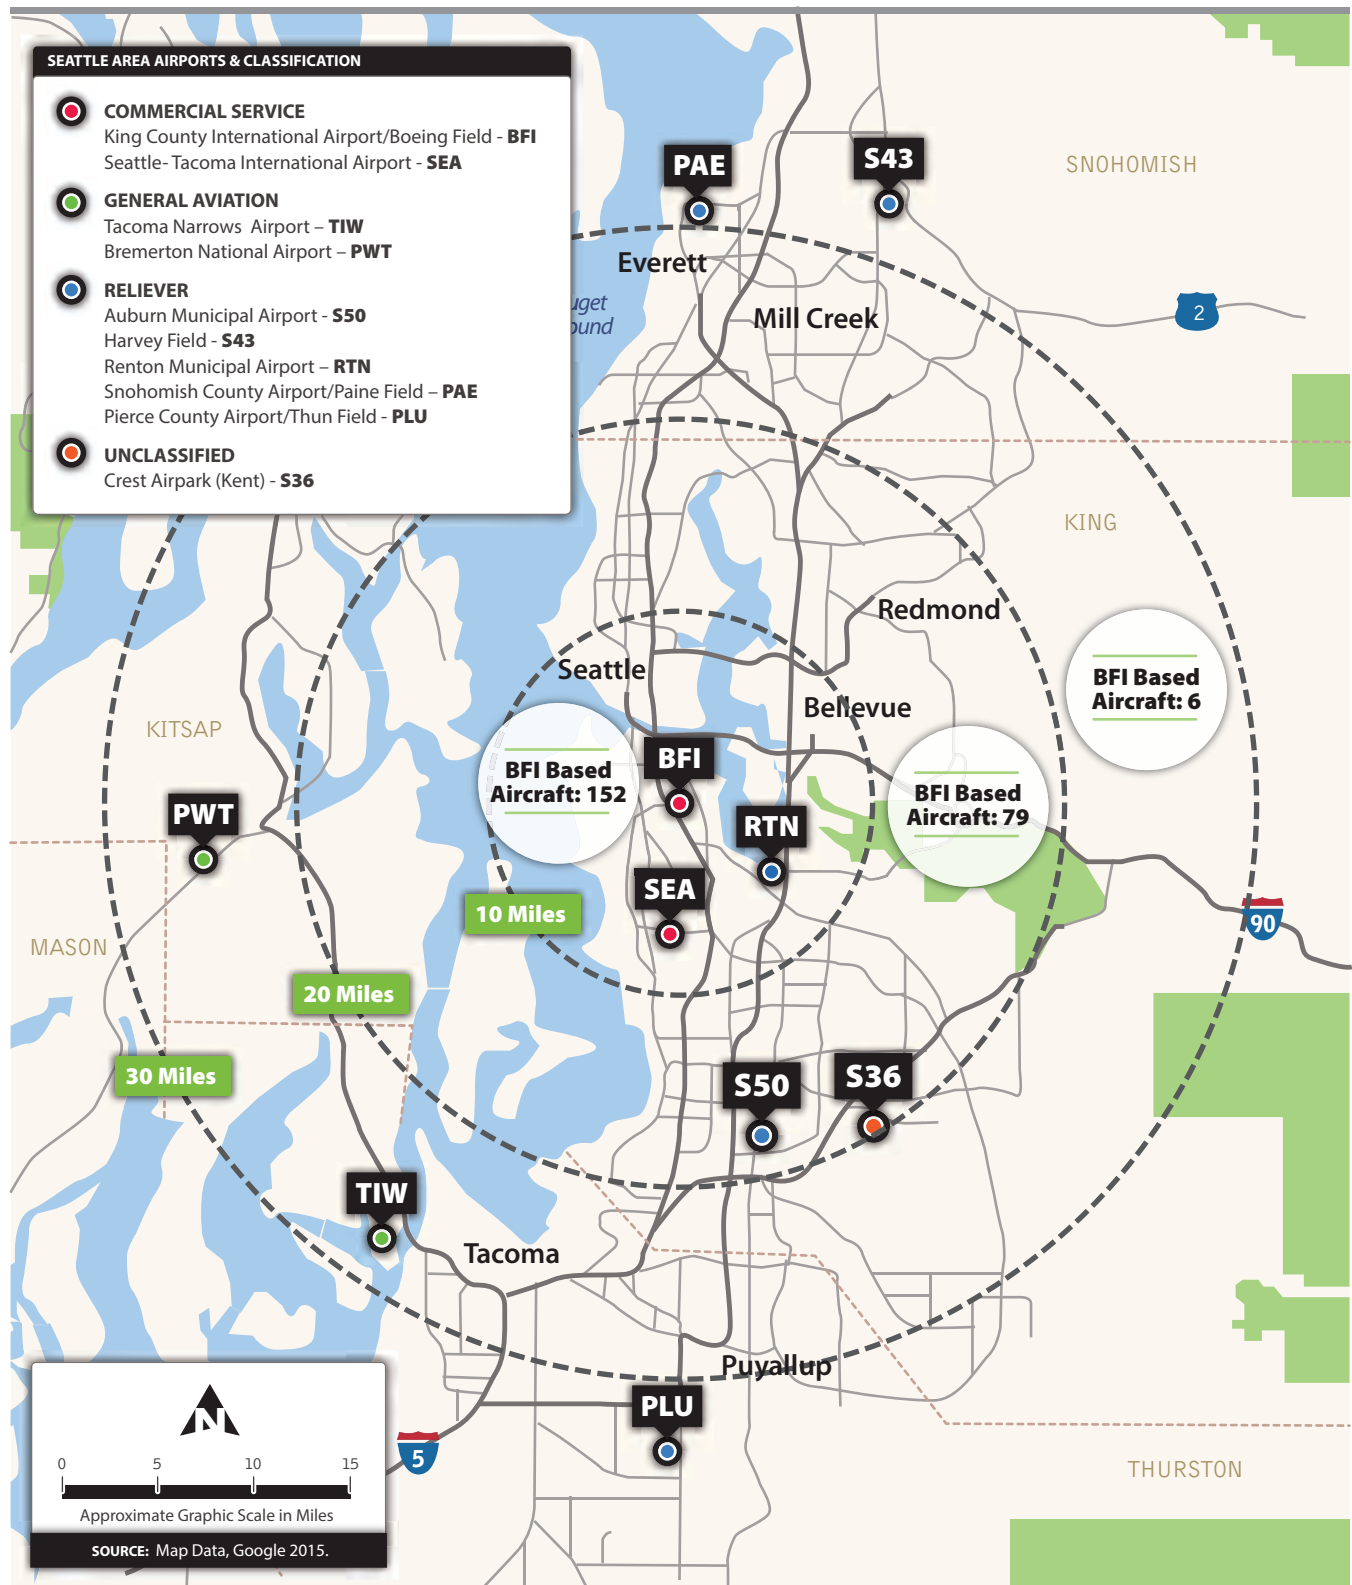 SEATTLE AREA AIRPORTS & CLASSIFICATION
COMMERCIAL SERVICE
King County International Airport/Boeing Field - BFI
Seattle- Tacoma International Airport - SEA
GENERAL AVIATION
Tacoma Narrows Airport – TIW
Bremerton National Airport – PWT
RELIEVER
Auburn Municipal Airport - S50
Harvey Field - S43
Renton Municipal Airport – RTN
Snohomish County Airport/Paine Field – PAE
Pierce County Airport/Thun Field - PLU
UNCLASSIFIED
Crest Airpark (Kent) - S36
PAE
S43
SNOHOMISH
Everett
uget
ound
Mill Creek
2
KING
Redmond
Seattle
BFI Based
Aircraft: 6
Bellevue
KITSAP
BFI
BFI Based
Aircraft: 152
BFI Based
Aircraft: 79
PWT
RTN
SEA
10 Miles
90
MASON
20 Miles
30 Miles
S50
S36
TIW
Tacoma
Puyallup
PLU
5
THURSTON
N
0 5 10 15
Approximate Graphic Scale in Miles
SOURCE: Map Data, Google 2015.